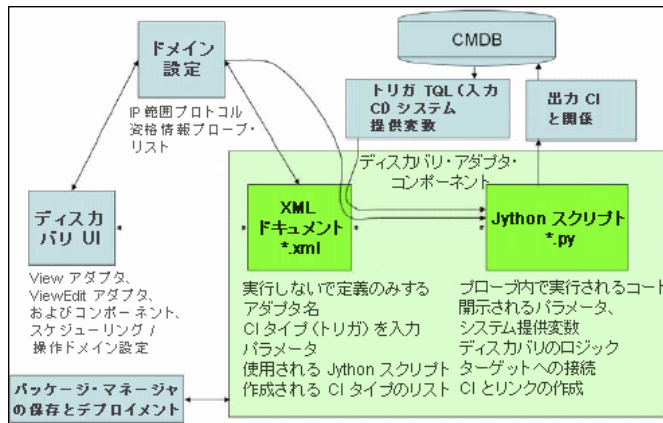 CMDB
ドメイン
設定
IP 範囲プロトコル
資格情報プローブ・
リスト
トリガ TQL (入力
CD システム
提供変数
出力 CI
と関係
ディスカバリ・アダプタ・
コンポーネント
ディスカ
バリ UI
View アダプタ、
ViewEdit アダプタ、
およびコンポーネント、
スケジューリング /
操作ドメイン設定
XML
ドキュメント
*.xml
実行しないで定義のみする
アダプタ名
CI タイプ (トリガ) を入力
パラメータ
使用される Jython スクリプト
作成される CI タイプのリスト
Jython スクリプト
*.py
プローブ内で実行されるコート
開示されるパラメータ、
システム提供変数
ディスカバリのロジック
ターゲットへの接続
CI とリンクの作成
パッケージ・マネージャ
の保存とデプロイメント